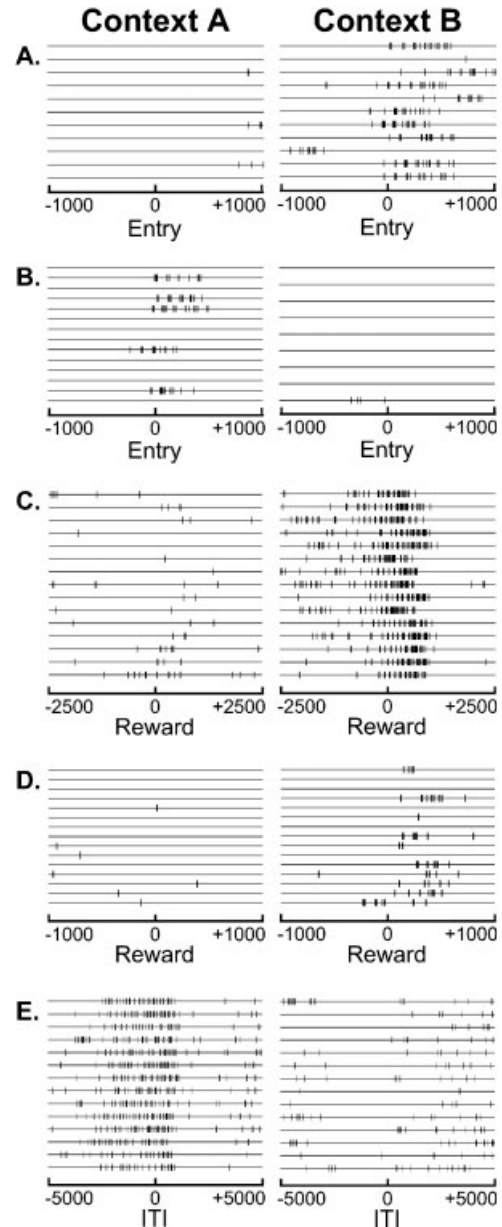 Context A Context B
A.
-1000 0 +1000 -1000 0 +1000
Entry Entry
B.
-1000 0 +1000 -1000 0 +1000
Entry Entry
C.
-2500 0 +2500 -2500 0 +2500
Reward Reward
D.
-1000 0 +1000 -1000 0 +1000
Reward Reward
E.
-5000 0 +5000 -5000 0 +5000
ITI ITI